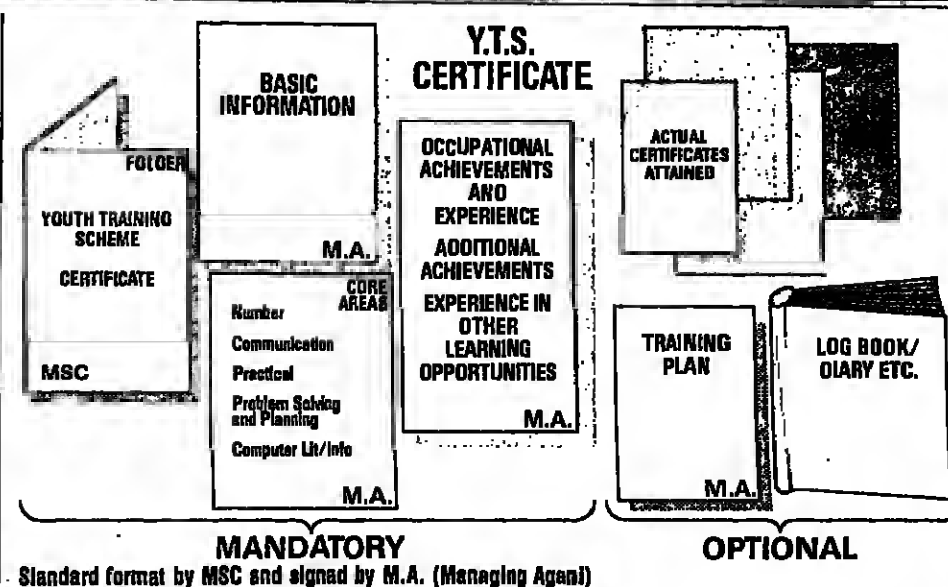 Y.T.S.
CERTIFICATE
FOLDER
YOUTH TRAINING
SCHEME
CERTIFICATE
MSC
BASIC
INFORMATION
M.A.
CORE
AREAS
Number
Communication
Practical
Problem Solving
and Planning
Computer Lit/Info
M.A.
OCCUPATIONAL
ACHIEVEMENTS
AND
EXPERIENCE
ADDITIONAL
ACHIEVEMENTS
EXPERIENCE IN
OTHER
LEARNING
OPPORTUNITIES
M.A.
ACTUAL
CERTIFICATES
ATTAINED
TRAINING
PLAN
M.A.
LOG BOOK/
DIARY ETC.
MANDATORY
OPTIONAL
Standard format by MSC and signed by M.A. (Managing Agent)